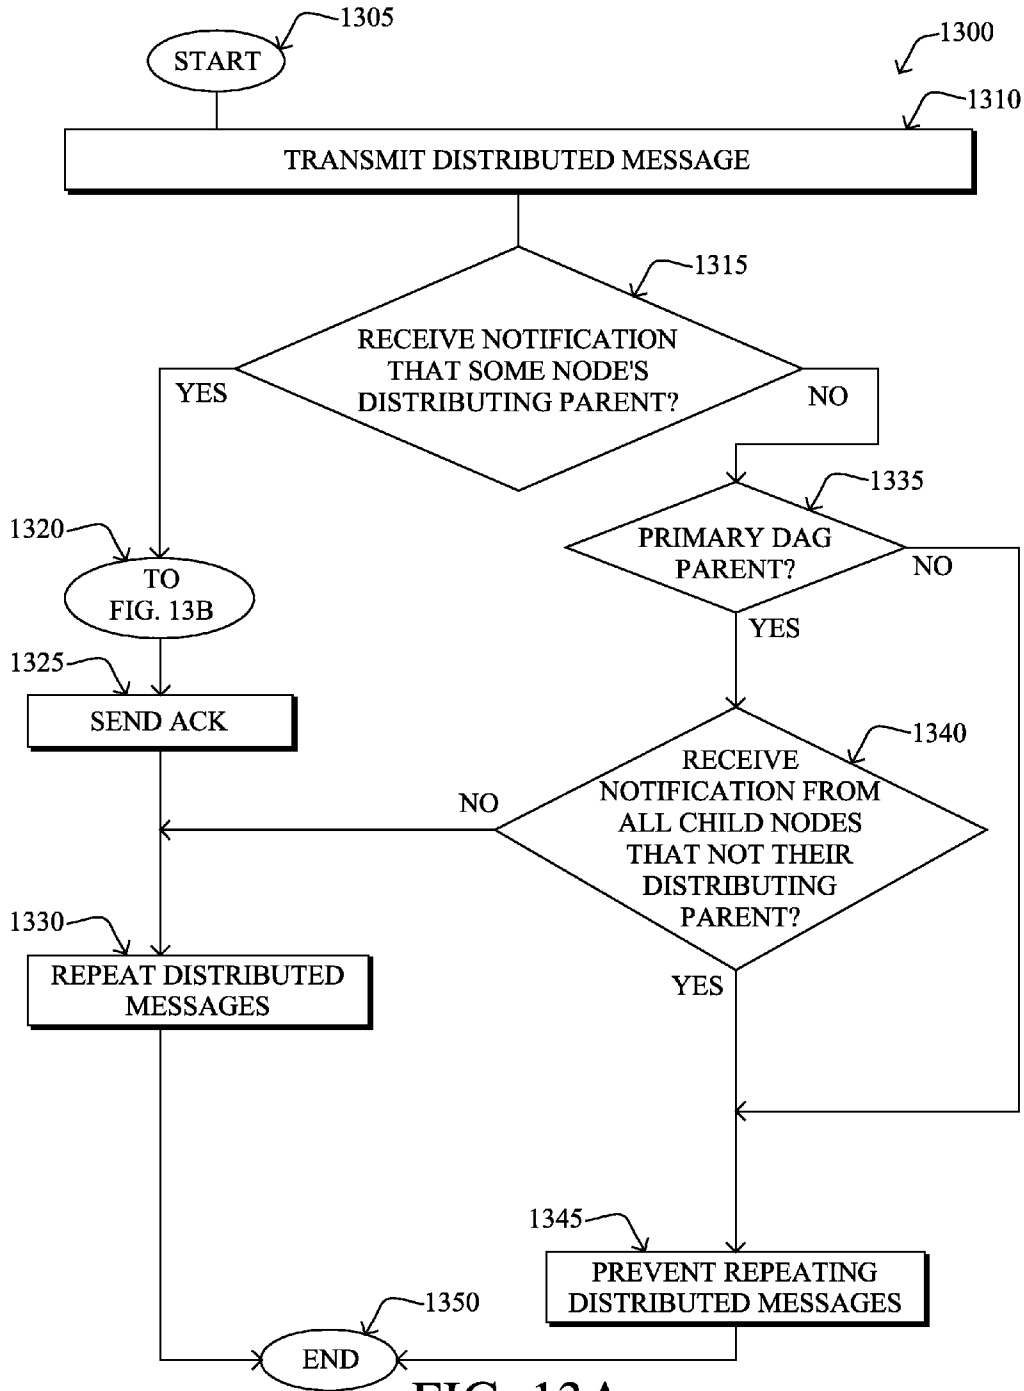 1305
START
1300
1310
TRANSMIT DISTRIBUTED MESSAGE
1315
RECEIVE NOTIFICATION
THAT SOME NODE'S
DISTRIBUTING PARENT?
YES
NO
1335
PRIMARY DAG
PARENT?
NO
YES
1320
TO
FIG. 13B
1325
SEND ACK
1340
RECEIVE
NOTIFICATION FROM
ALL CHILD NODES
THAT NOT THEIR
DISTRIBUTING
PARENT?
NO
YES
1330
REPEAT DISTRIBUTED
MESSAGES
1345
PREVENT REPEATING
DISTRIBUTED MESSAGES
1350
END
FIG. 13A